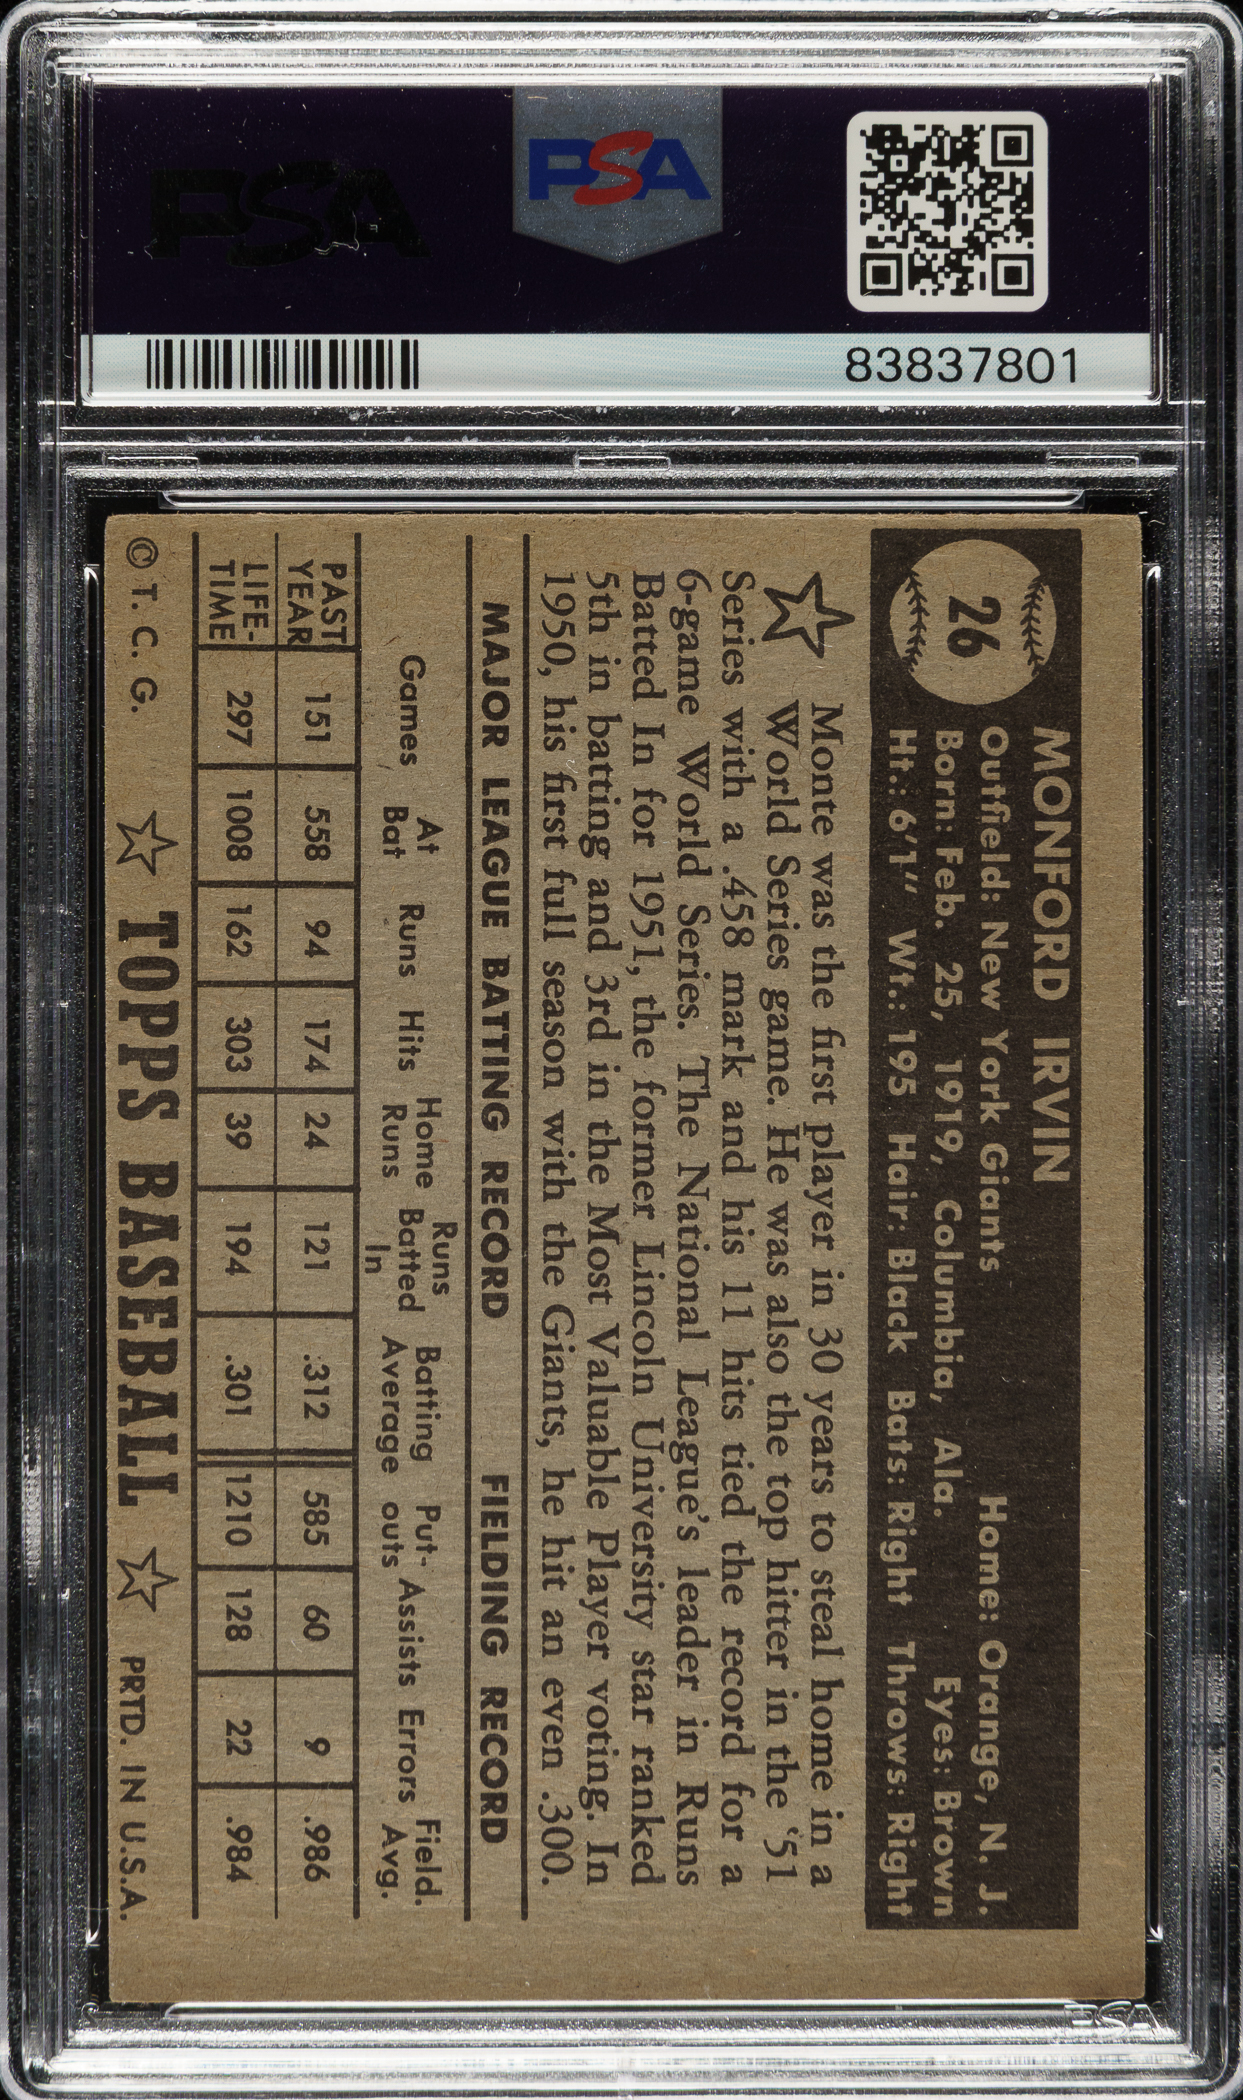 PSA
PSA
83837801
26
MONFORD IRVIN
Outfield: New York Giants Home: Orange, N. J.
Born: Feb. 25, 1919, Columbia, Ala. Eyes: Brown
Ht.: 6'1" Wt.: 195 Hair: Black Bats: Right Throws: Right
Monte was the first player in 30 years to steal home in a
World Series game. He was also the top hitter in the '51
Series with a .458 mark and his 11 hits tied the record for a
6-game World Series. The National League's leader in Runs
Batted In for 1951, the former Lincoln University star ranked
5th in batting and 3rd in the Most Valuable Player voting. In
1950, his first full season with the Giants, he hit an even .300.
MAJOR LEAGUE BATTING RECORD FIELDING RECORD
Games At Bat Runs Hits Home Runs Runs Batted In Batting Average Put-outs Assists Errors Field. Avg.
PAST YEAR 151 558 94 174 24 121 .312 585 60 9 .986
LIFE-TIME 297 1008 162 303 39 194 .301 1210 128 22 .984
© T. C. G. TOPPS BASEBALL PRTD. IN U.S.A.
PSA